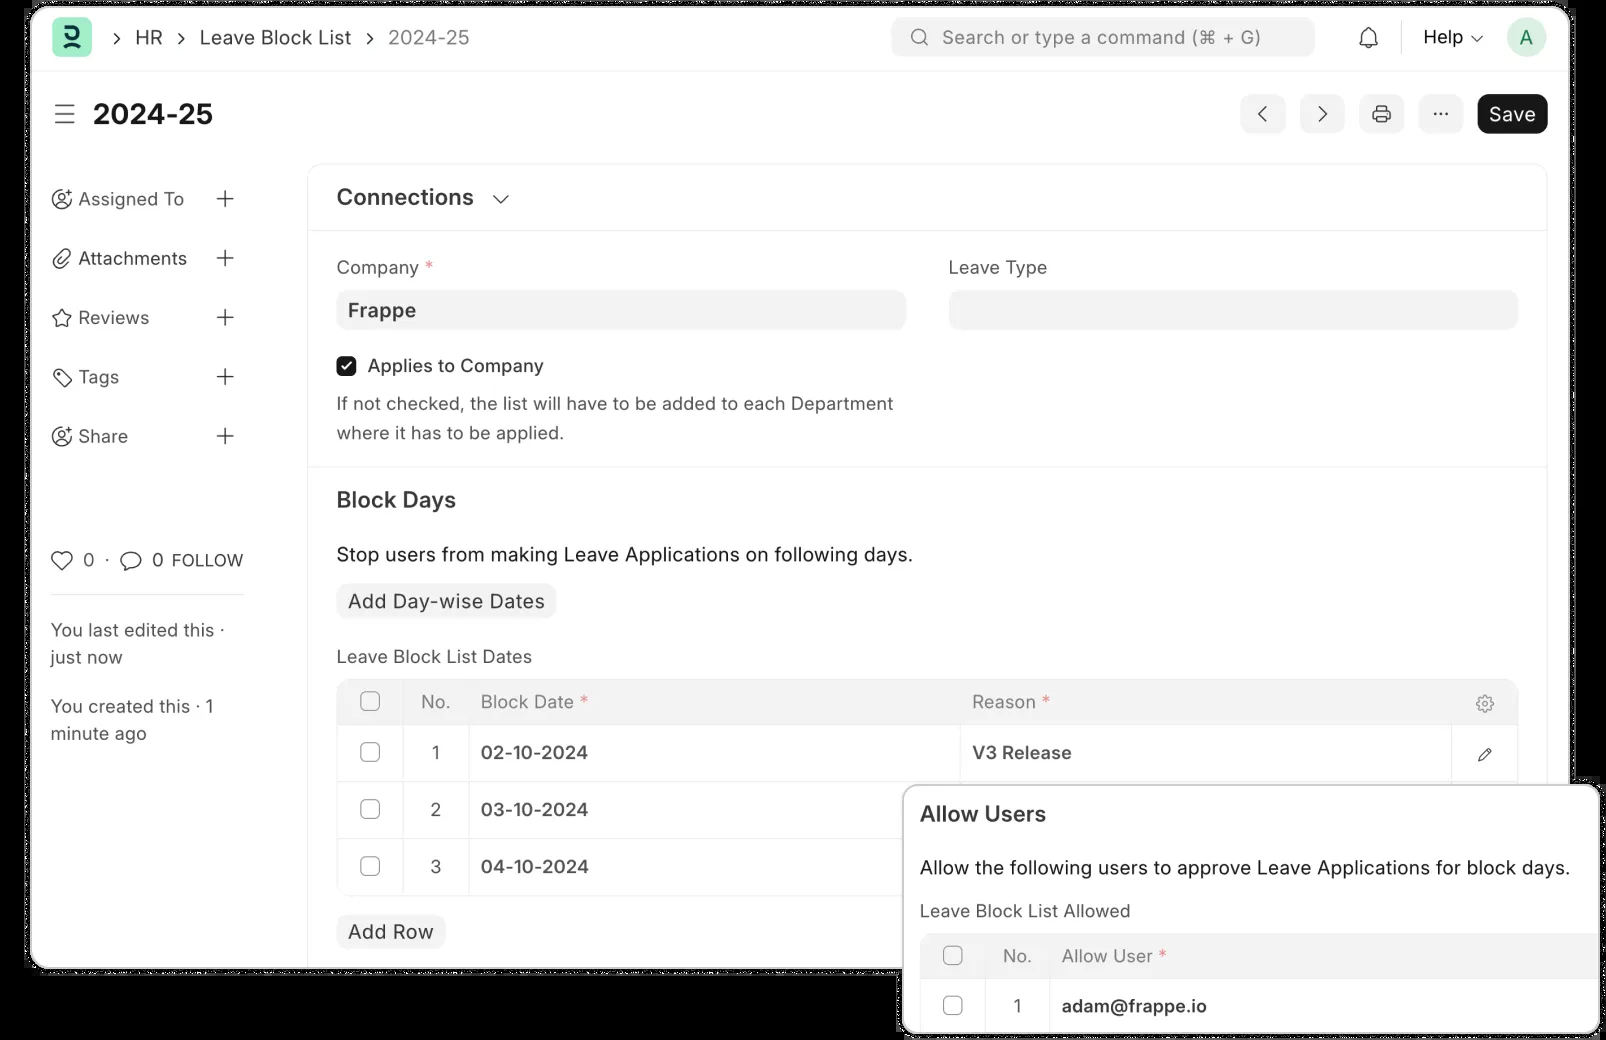 HR > Leave Block List > 2024-25
Search or type a command (⌘ + G)
Help
A
2024-25
Save
Assigned To
Attachments
Reviews
Tags
Share
0 · 0 FOLLOW
You last edited this ·
just now
You created this · 1
minute ago
Connections
Company *
Frappe
Leave Type
Applies to Company
If not checked, the list will have to be added to each Department
where it has to be applied.
Block Days
Stop users from making Leave Applications on following days.
Add Day-wise Dates
Leave Block List Dates
No. Block Date * Reason *
1 02-10-2024 V3 Release
2 03-10-2024
3 04-10-2024
Add Row
Allow Users
Allow the following users to approve Leave Applications for block days.
Leave Block List Allowed
No. Allow User *
1 adam@frappe.io